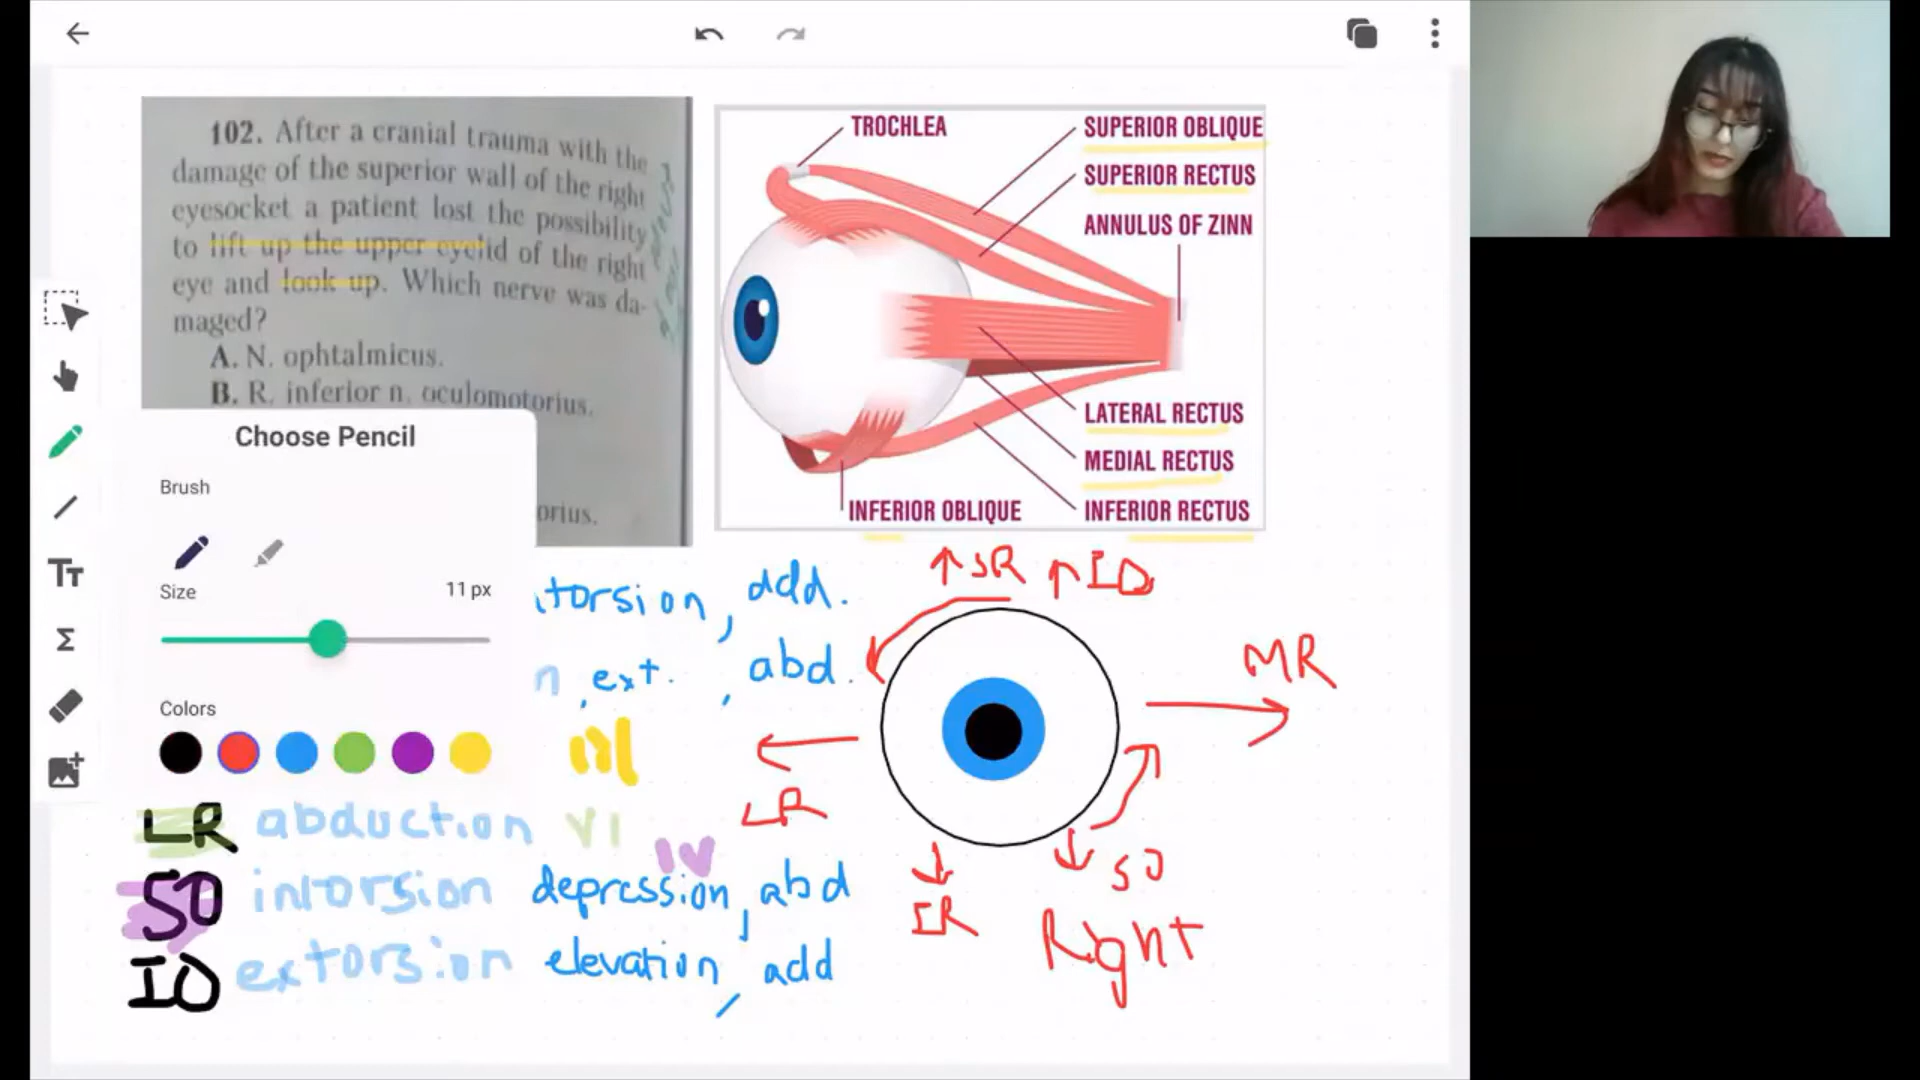 102. After a cranial trauma with the
damage of the superior wall of the right
eyesocket a patient lost the possibility
to lift up the upper eyelid of the right
eye and look up. Which nerve was da-
maged?
A. N. ophtalmicus.
B. R. inferior n. oculomotorius.
orius.
TROCHLEA
SUPERIOR OBLIQUE
SUPERIOR RECTUS
ANNULUS OF ZINN
LATERAL RECTUS
MEDIAL RECTUS
INFERIOR OBLIQUE
INFERIOR RECTUS
Choose Pencil
Brush
Size
11 px
Colors
Tт
Σ
torsion, add.
n, ext. , abd.
III
LR abduction VI
IV
SO intorsion depression, abd
IO extorsion elevation, add
↑ SR ↑ IO
MR
LR
IR
SO
Right